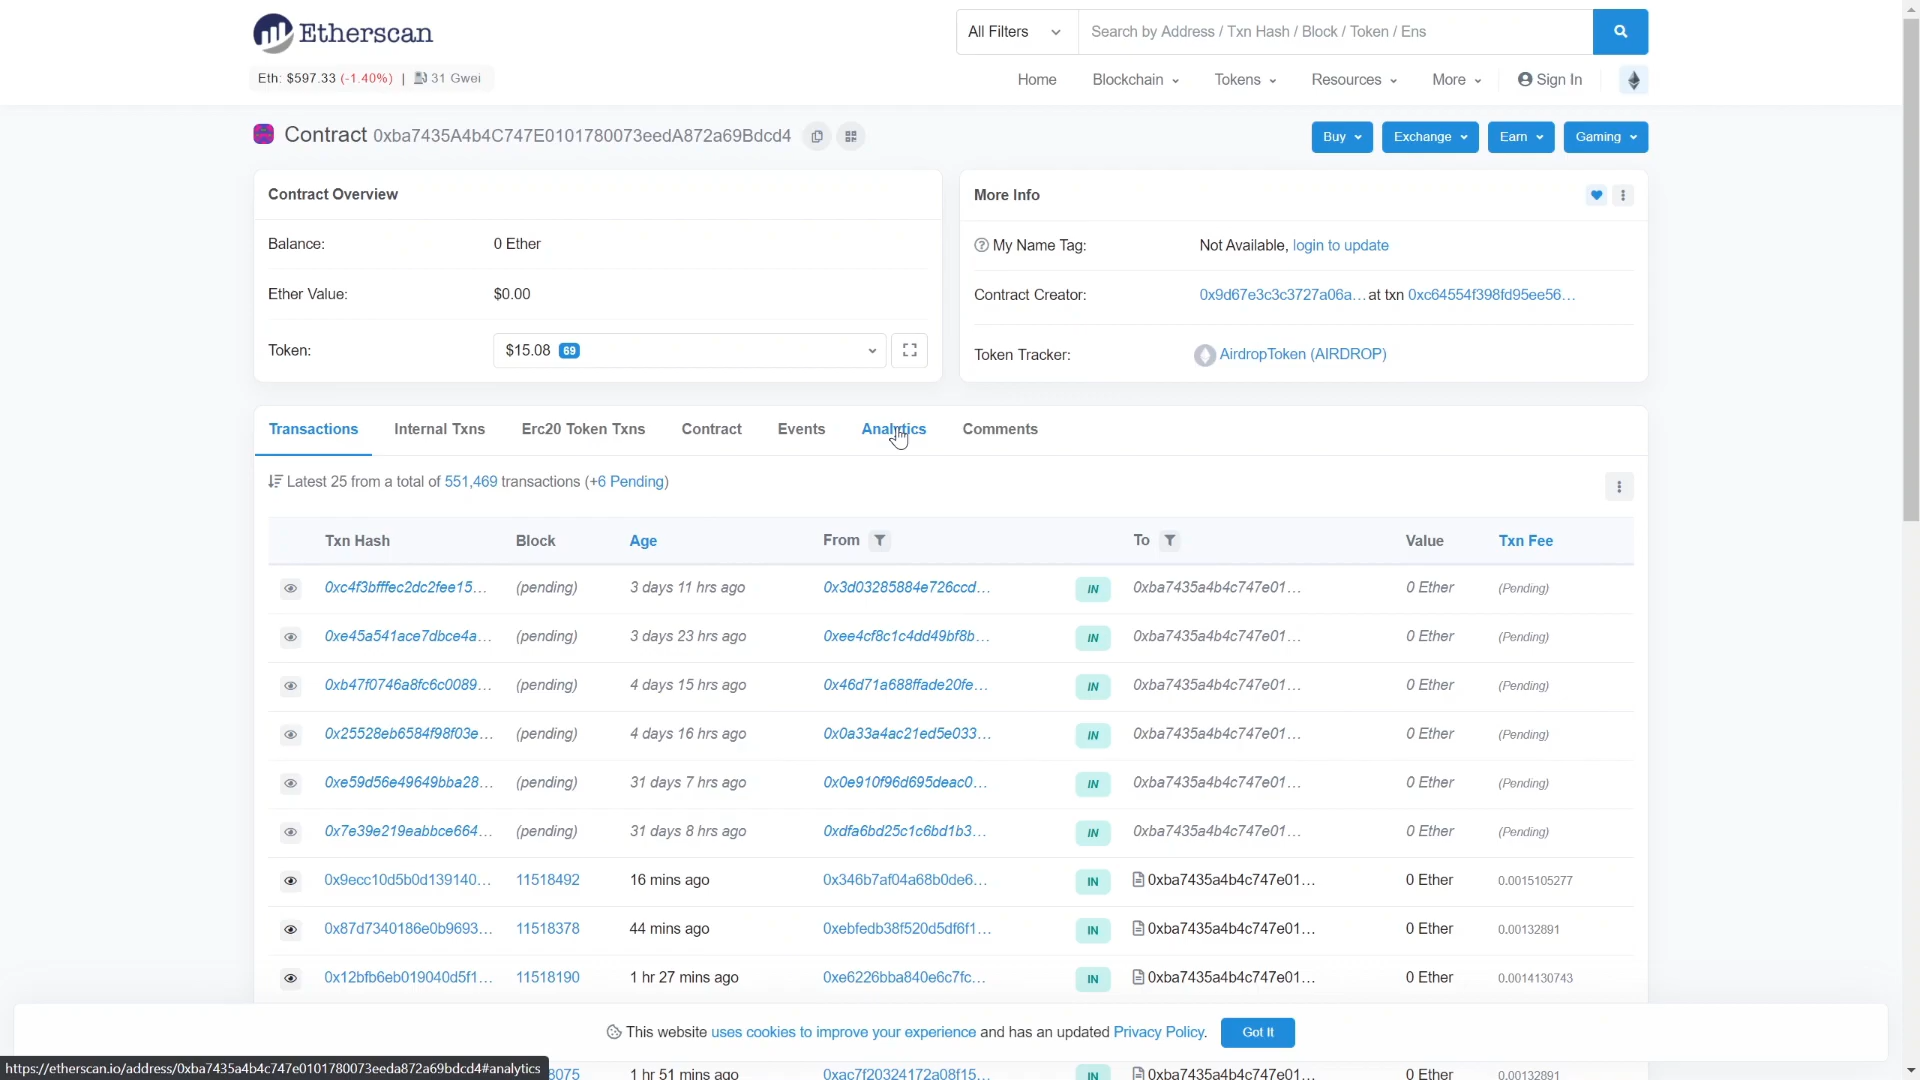 Etherscan
All Filters
Search by Address / Txn Hash / Block / Token / Ens
Eth: $597.33 (-1.40%) | 31 Gwei
Home Blockchain Tokens Resources More Sign In
Contract 0xba7435A4b4C747E0101780073eedA872a69Bdcd4
Buy Exchange Earn Gaming
Contract Overview
Balance: 0 Ether
Ether Value: $0.00
Token: $15.08 69
More Info
My Name Tag: Not Available, login to update
Contract Creator: 0x9d67e3c3c3727a06a... at txn 0xc64554f398fd95ee56...
Token Tracker: AirdropToken (AIRDROP)
Transactions Internal Txns Erc20 Token Txns Contract Events Analytics Comments
Latest 25 from a total of 551,469 transactions (+6 Pending)
Txn Hash Block Age From To Value Txn Fee
0xc4f3bfffec2dc2fee15... (pending) 3 days 11 hrs ago 0x3d03285884e726ccd... IN 0xba7435a4b4c747e01... 0 Ether (Pending)
0xe45a541ace7dbce4a... (pending) 3 days 23 hrs ago 0xee4cf8c1c4dd49bf8b... IN 0xba7435a4b4c747e01... 0 Ether (Pending)
0xb47f0746a8fc6c0089... (pending) 4 days 15 hrs ago 0x46d71a688ffade20fe... IN 0xba7435a4b4c747e01... 0 Ether (Pending)
0x25528eb6584f98f03e... (pending) 4 days 16 hrs ago 0x0a33a4ac21ed5e033... IN 0xba7435a4b4c747e01... 0 Ether (Pending)
0xe59d56e49649bba28... (pending) 31 days 7 hrs ago 0x0e910f96d695deac0... IN 0xba7435a4b4c747e01... 0 Ether (Pending)
0x7e39e219eabbce664... (pending) 31 days 8 hrs ago 0xdfa6bd25c1c6bd1b3... IN 0xba7435a4b4c747e01... 0 Ether (Pending)
0x9ecc10d5b0d139140... 11518492 16 mins ago 0x346b7af04a68b0de6... IN 0xba7435a4b4c747e01... 0 Ether 0.0015105277
0x87d7340186e0b9693... 11518378 44 mins ago 0xebfedb38f520d5df6f1... IN 0xba7435a4b4c747e01... 0 Ether 0.00132891
0x12bfb6eb019040d5f1... 11518190 1 hr 27 mins ago 0xe6226bba840e6c7fc... IN 0xba7435a4b4c747e01... 0 Ether 0.0014130743
This website uses cookies to improve your experience and has an updated Privacy Policy. Got It
https://etherscan.io/address/0xba7435a4b4c747e0101780073eeda872a69bdcd4#analytics
8075 1 hr 51 mins ago 0xac7f20324172a08f15... IN 0xba7435a4b4c747e01... 0 Ether 0.00132891